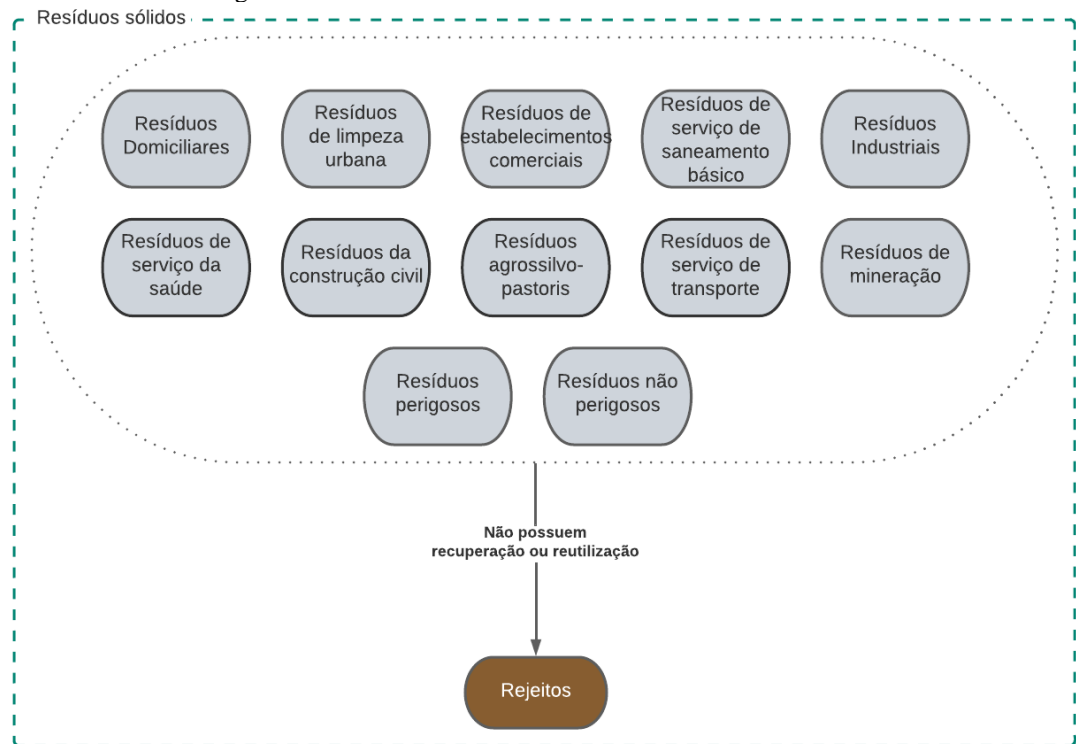 Resíduos sólidos
Resíduos
Domiciliares
Resíduos
de limpeza
urbana
Resíduos de
estabelecimentos
comerciais
Resíduos de
serviço de
saneamento
básico
Resíduos
Industriais
Resíduos de
serviço da
saúde
Resíduos da
construção civil
Resíduos
agrossilvo-
pastoris
Resíduos de
serviço de
transporte
Resíduos de
mineração
Resíduos
perigosos
Resíduos não
perigosos
Não possuem
recuperação ou reutilização
Rejeitos